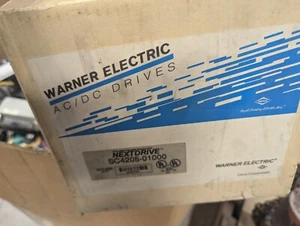 WARNER ELECTRIC
AC/DC DRIVES
NEXTDRIVE
SC4205-01000
WARNER ELECTRIC